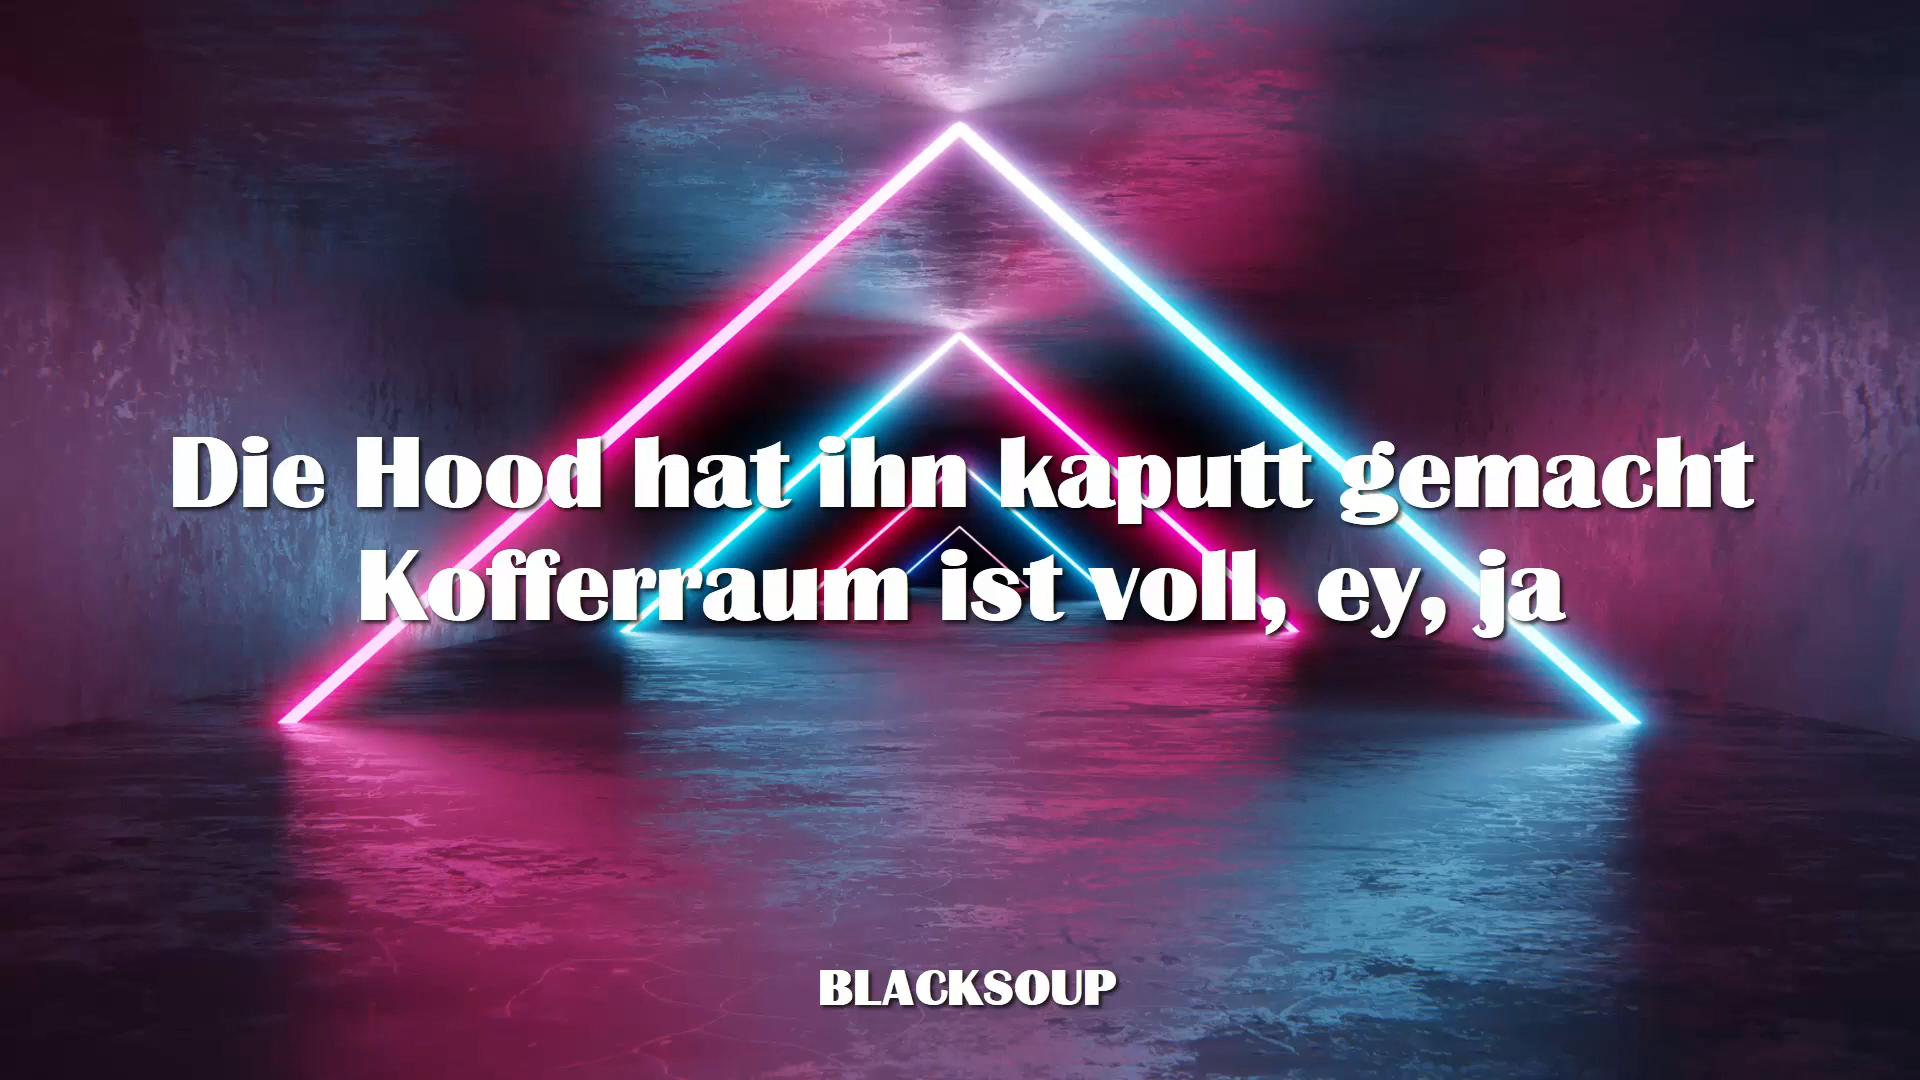 Die Hood hat ihn kaputt gemacht
Kofferraum ist voll, ey, ja
BLACKSOUP